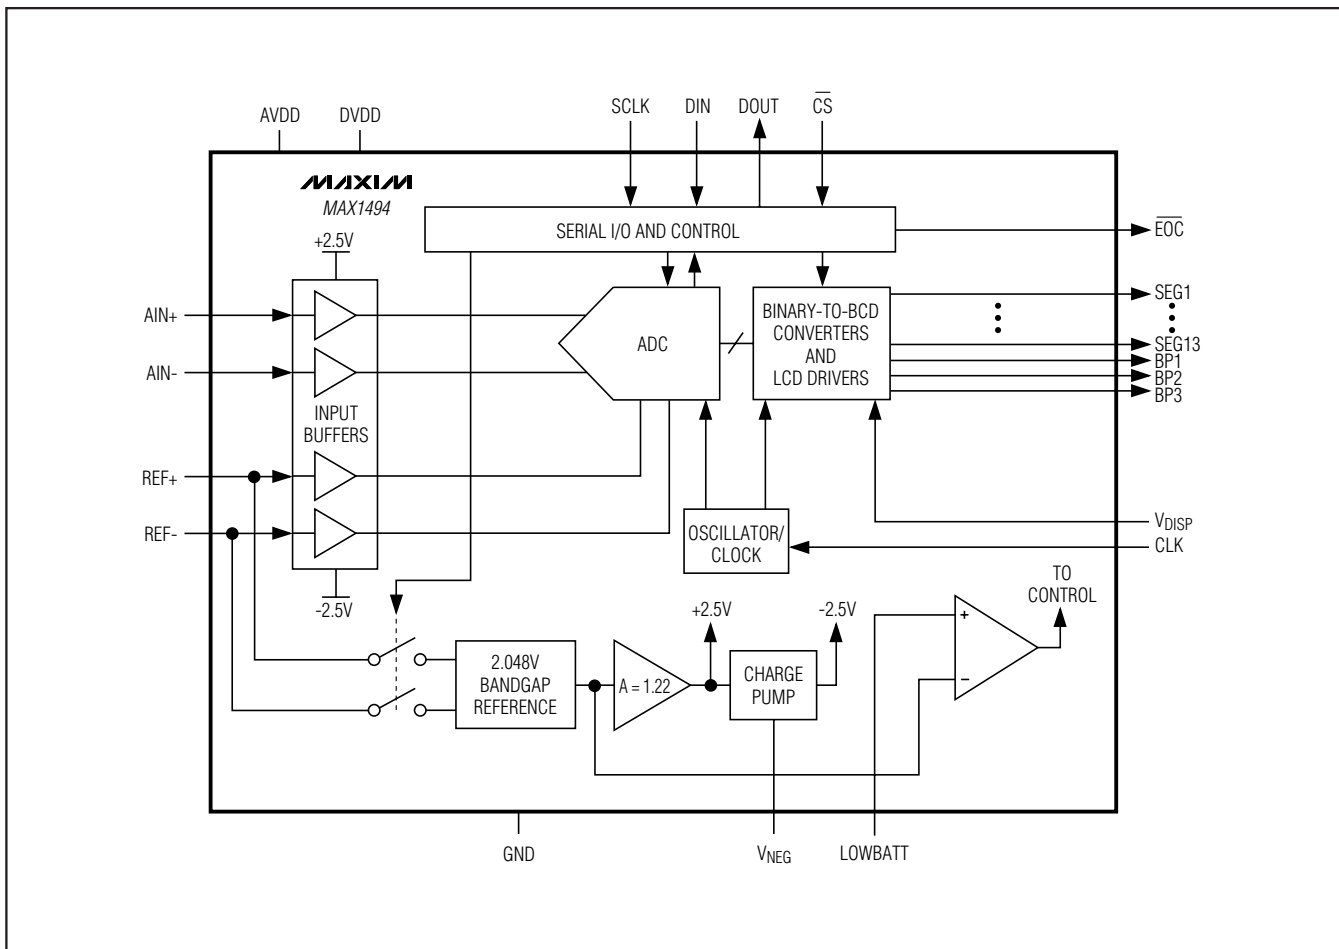 AVDD
DVDD
SCLK
DIN
DOUT
C̅S̅
MAXIM
MAX1494
+2.5V
SERIAL I/O AND CONTROL
E̅O̅C̅
AIN+
AIN-
INPUT
BUFFERS
ADC
BINARY-TO-BCD
CONVERTERS
AND
LCD DRIVERS
SEG1
SEG13
BP1
BP2
BP3
REF+
REF-
-2.5V
OSCILLATOR/
CLOCK
VDISP
CLK
TO
CONTROL
+2.5V
-2.5V
2.048V
BANDGAP
REFERENCE
A = 1.22
CHARGE
PUMP
+
−
GND
VNEG
LOWBATT